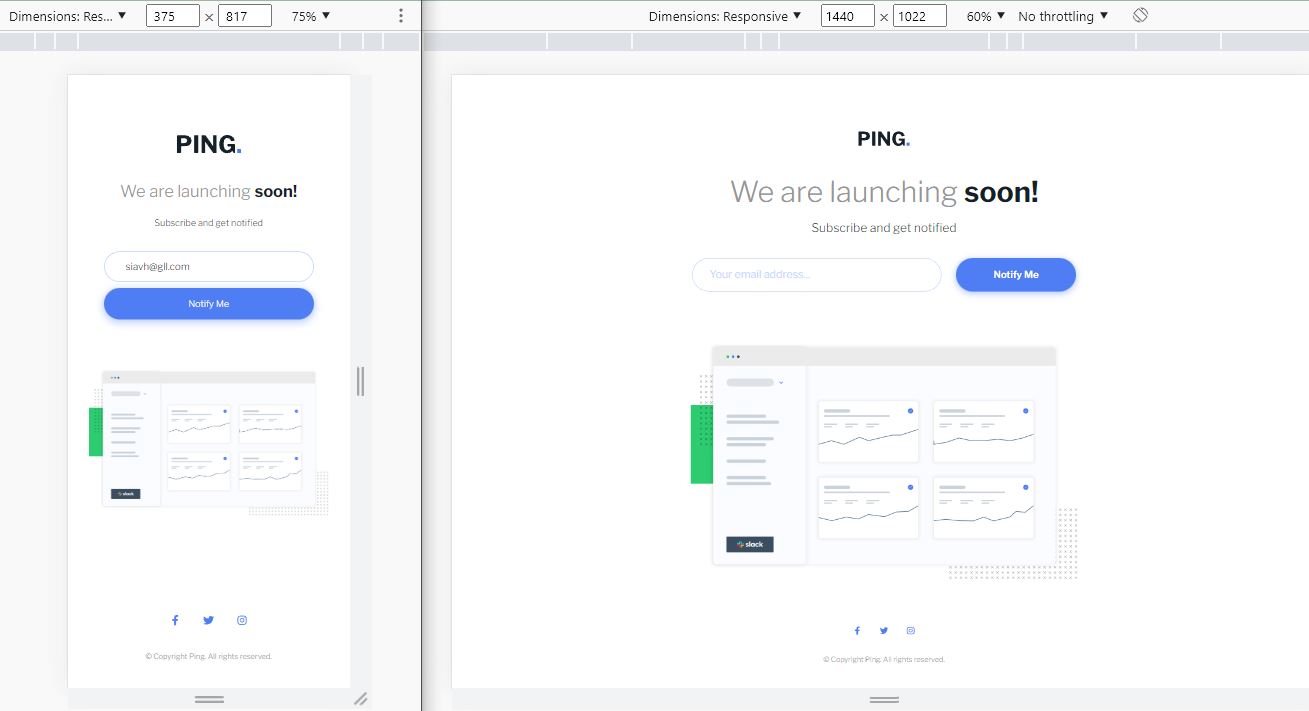 Dimensions: Res... ▼ 375 × 817 75% ▼
PING.
We are launching soon!
Subscribe and get notified
siavh@gll.com
Notify Me
slack
© Copyright Ping. All rights reserved.
Dimensions: Responsive ▼ 1440 × 1022 60% ▼ No throttling ▼
PING.
We are launching soon!
Subscribe and get notified
Your email address...
Notify Me
slack
© Copyright Ping. All rights reserved.